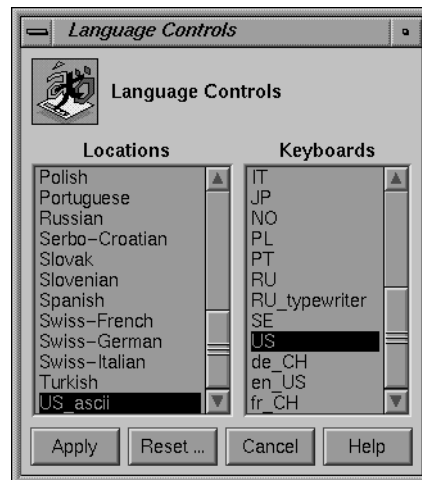 Language Controls
Language Controls
Locations
Polish
Portuguese
Russian
Serbo-Croatian
Slovak
Slovenian
Spanish
Swiss-French
Swiss-German
Swiss-Italian
Turkish
US_ascii
Keyboards
IT
JP
NO
PL
PT
RU
RU_typewriter
SE
US
de_CH
en_US
fr_CH
Apply
Reset ...
Cancel
Help